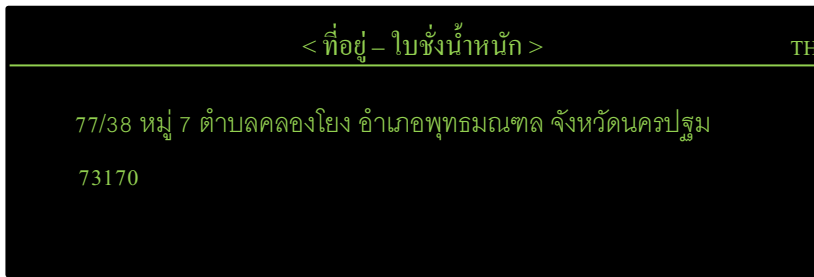 < ที่อยู่ – ใบชั่งน้ำหนัก > TH
77/38 หมู่ 7 ตำบลคลองโยง อำเภอพุทธมณฑล จังหวัดนครปฐม
73170